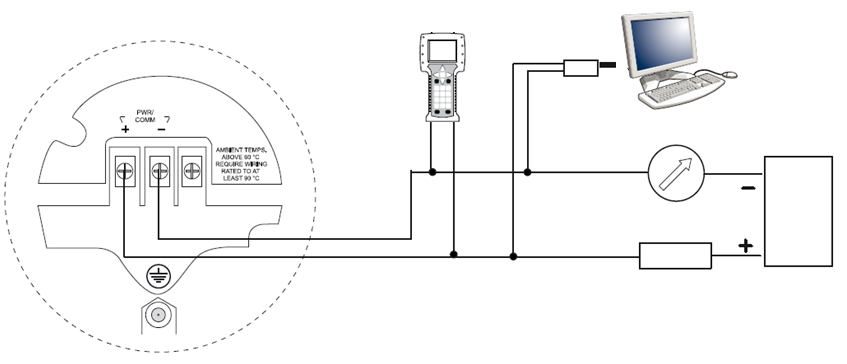 PWR/
COMM
+ −
AMBIENT TEMPS.
ABOVE 60 °C
REQUIRE WIRING
RATED TO AT
LEAST 90 °C
−
+